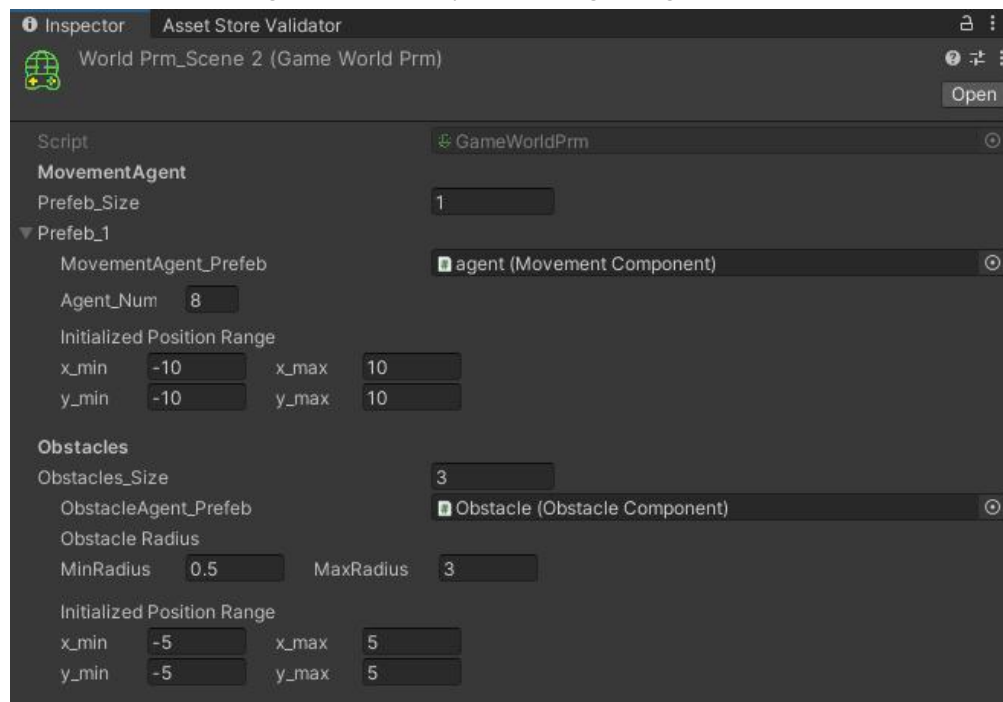 Inspector Asset Store Validator
World Prm_Scene 2 (Game World Prm)
Open
Script GameWorldPrm
MovementAgent
Prefeb_Size 1
Prefeb_1
MovementAgent_Prefeb agent (Movement Component)
Agent_Num 8
Initialized Position Range
x_min -10 x_max 10
y_min -10 y_max 10
Obstacles
Obstacles_Size 3
ObstacleAgent_Prefeb Obstacle (Obstacle Component)
Obstacle Radius
MinRadius 0.5 MaxRadius 3
Initialized Position Range
x_min -5 x_max 5
y_min -5 y_max 5